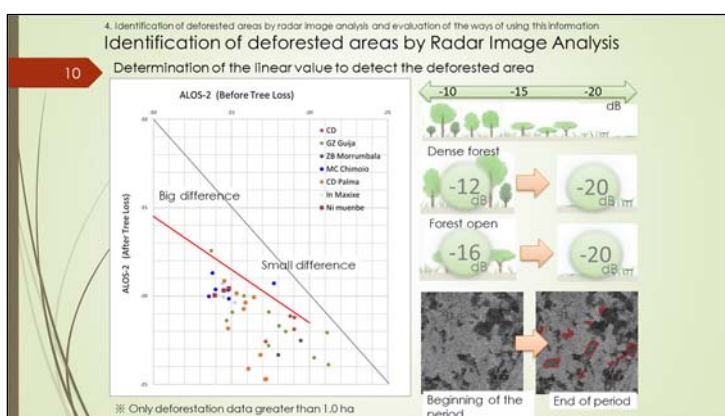 4. Identification of deforested areas by radar image analysis and evaluation of the ways of using this information
Identification of deforested areas by Radar Image Analysis
10
Determination of the linear value to detect the deforested area
ALOS-2 (Before Tree Loss)
CD
GZ Guija
ZB Morrumbala
MC Chimoio
CD Palma
In Maxixe
Ni muenbe
Big difference
Small difference
ALOS-2 (After Tree Loss)
※ Only deforestation data greater than 1.0 ha
-10 -15 -20
dB
Dense forest
-12 dB
-20 dB
Forest open
-16 dB
-20 dB
Beginning of the
period
End of period